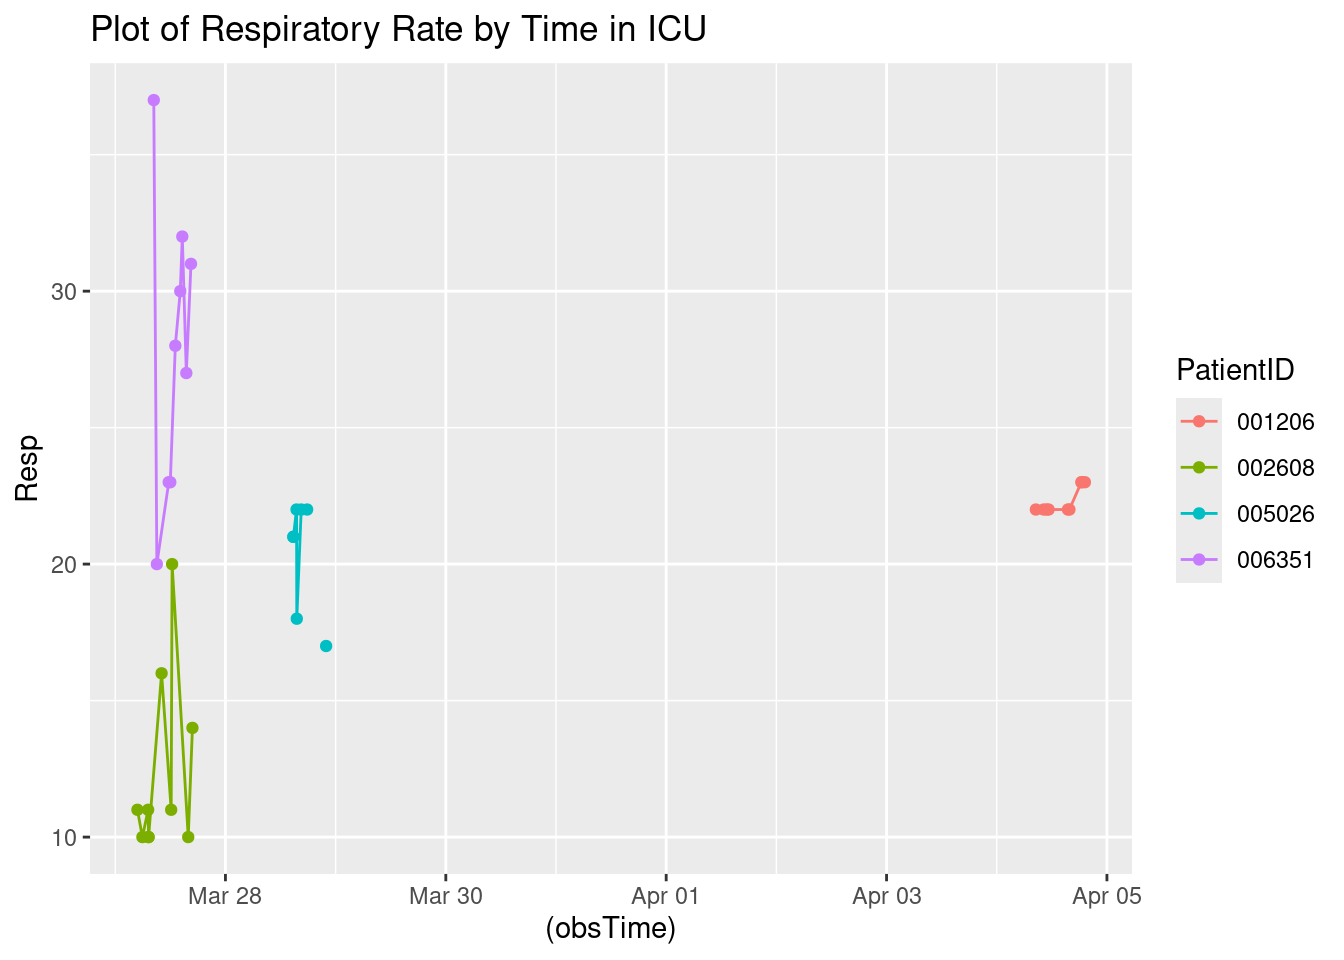 Plot of Respiratory Rate by Time in ICU
Resp
30
20
10
Mar 28
Mar 30
Apr 01
Apr 03
Apr 05
(obsTime)
PatientID
001206
002608
005026
006351